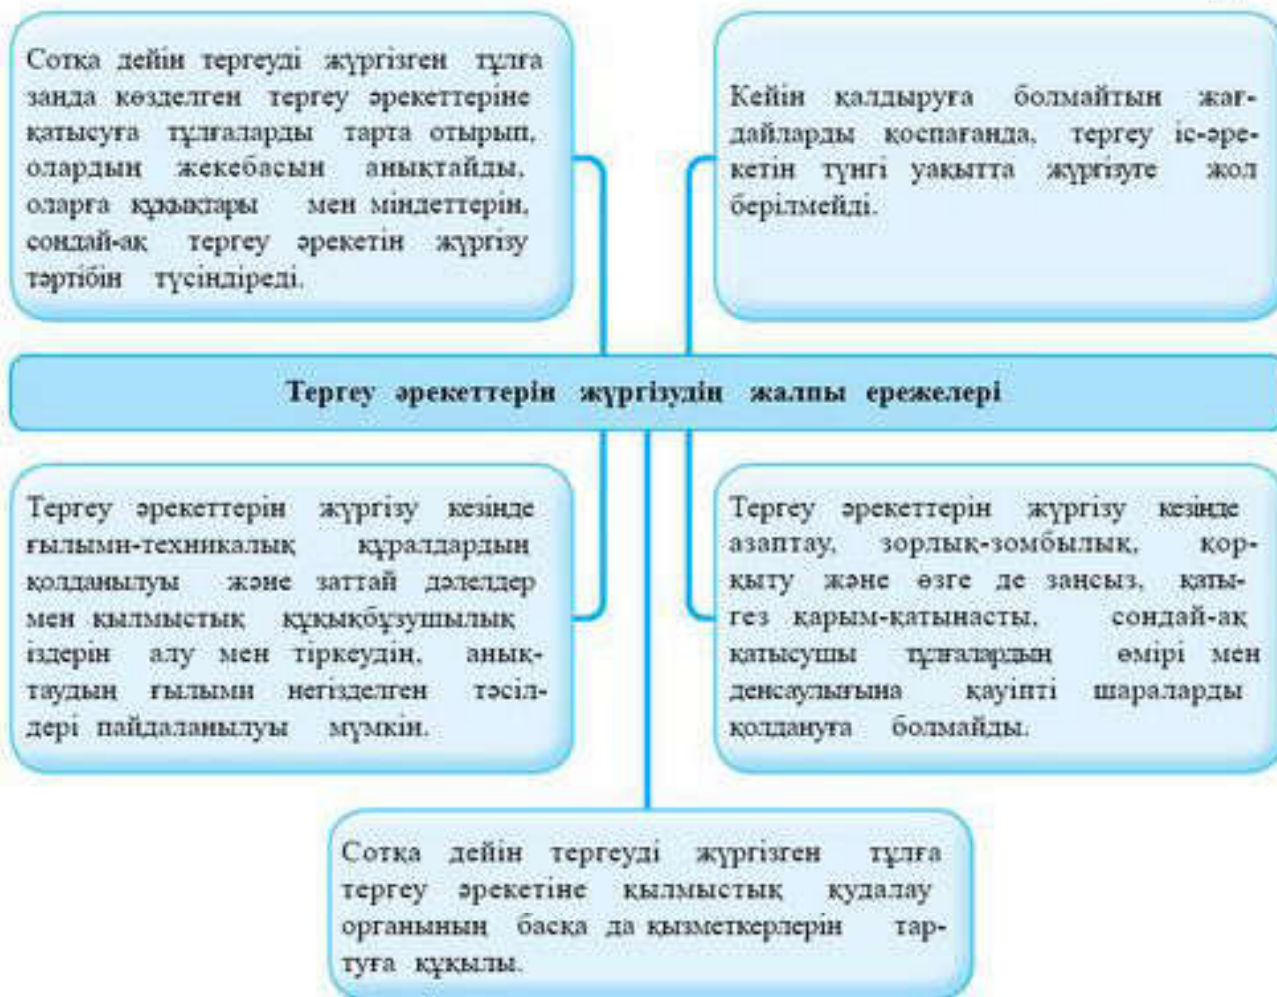 Сотқа дейін тергеуді жүргізген тұлға
заңда көзделген тергеу әрекеттеріне
қатысуға тұлғаларды тарта отырып,
олардың жекебасын анықтайды,
оларға құқықтары мен міндеттерін,
сондай-ақ тергеу әрекетін жүргізу
тәртібін түсіндіреді.
Кейін қалдыруға болмайтын жағ-
дайларды қоспағанда, тергеу іс-әре-
кетін түнгі уақытта жүргізуге жол
берілмейді.
Тергеу әрекеттерін жүргізудің жалпы ережелері
Тергеу әрекеттерін жүргізу кезінде
ғылыми-техникалық құралдардың
қолданылуы және заттай дәлелдер
мен қылмыстық құқықбұзушылық
іздерін алу мен тіркеудің, анық-
таудың ғылыми негізделген тәсіл-
дері пайдаланылуы мүмкін.
Тергеу әрекеттерін жүргізу кезінде
азаптау, зорлық-зомбылық, қор-
қыту және өзге де заңсыз, қаты-
гез қарым-қатынасты, сондай-ақ
қатысушы тұлғалардың өмірі мен
денсаулығына қауіпті шараларды
қолдануға болмайды.
Сотқа дейін тергеуді жүргізген тұлға
тергеу әрекетіне қылмыстық қудалау
органының басқа да қызметкерлерін тар-
туға құқылы.